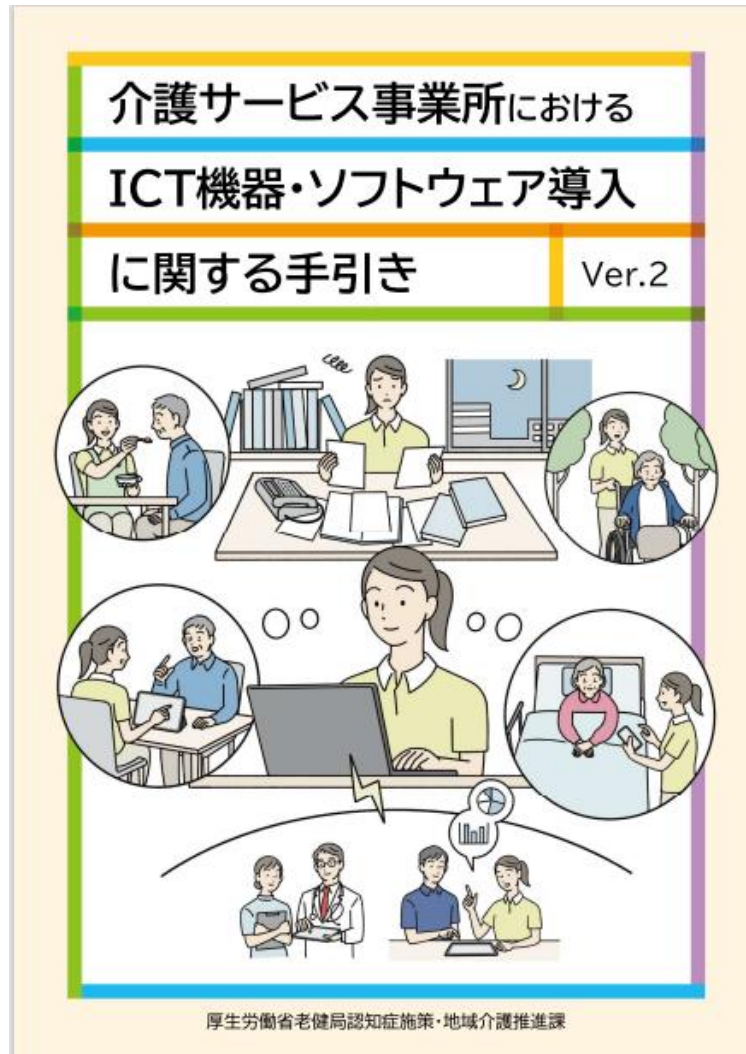 介護サービス事業所における
ICT機器・ソフトウェア導入
に関する手引き
Ver.2
厚生労働省老健局認知症施策・地域介護推進課